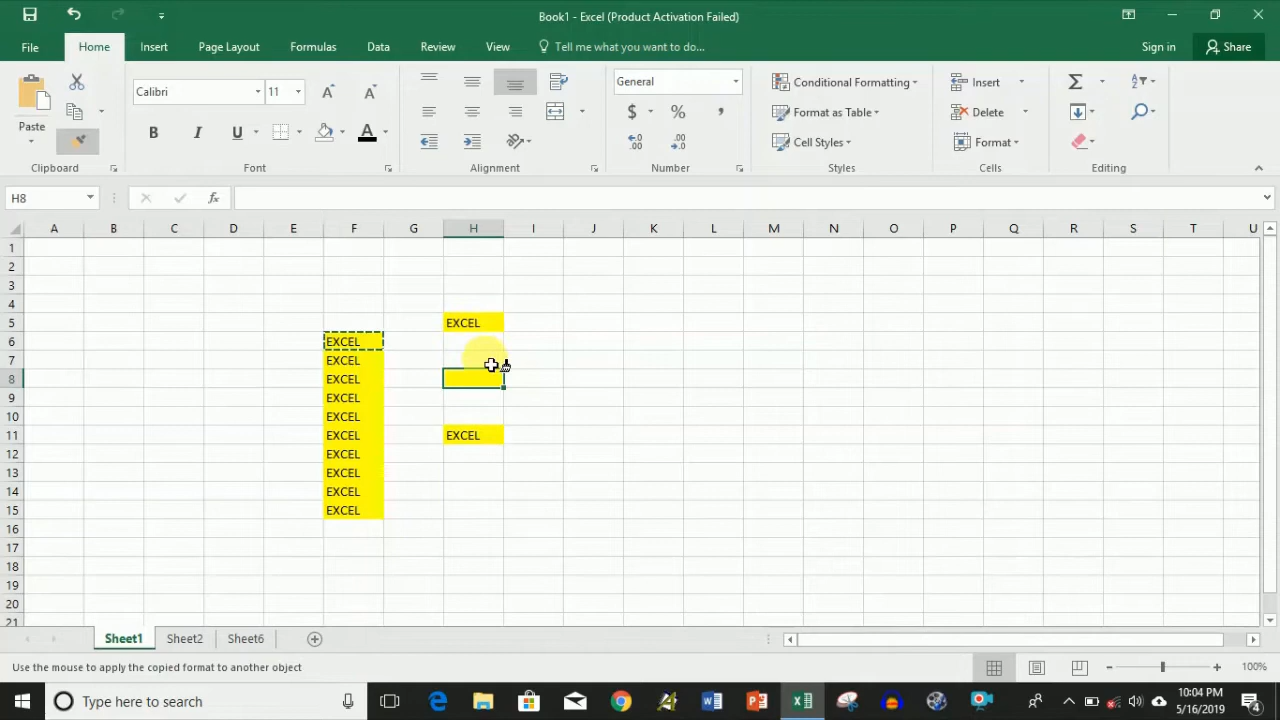 Book1 - Excel (Product Activation Failed)
File Home Insert Page Layout Formulas Data Review View Tell me what you want to do... Sign in Share
Paste
Calibri 11
B I U A
General
$ % ,
Conditional Formatting
Format as Table
Cell Styles
Insert
Delete
Format
Clipboard Font Alignment Number Styles Cells Editing
H8 fx
A B C D E F G H I J K L M N O P Q R S T U
1
2
3
4
5 EXCEL
6 EXCEL
7 EXCEL
8 EXCEL
9 EXCEL
10 EXCEL
11 EXCEL EXCEL
12 EXCEL
13 EXCEL
14 EXCEL
15 EXCEL
16
17
18
19
20
21
Sheet1 Sheet2 Sheet6
Use the mouse to apply the copied format to another object 100%
Type here to search
10:04 PM
5/16/2019
4